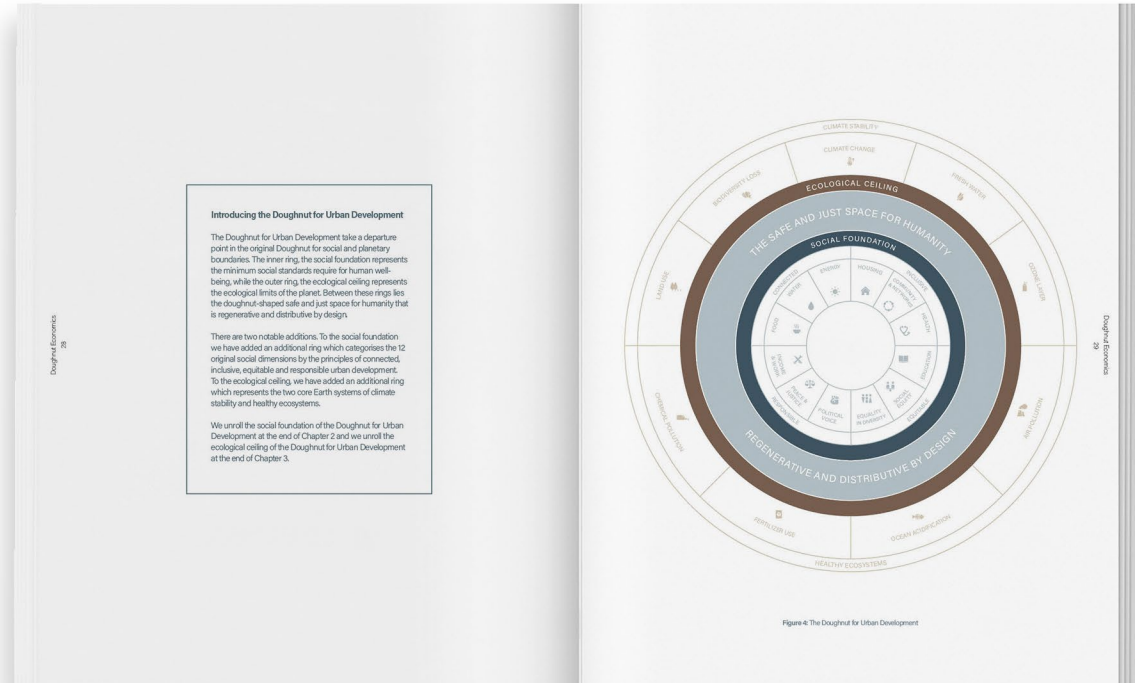 Introducing the Doughnut for Urban Development
The Doughnut for Urban Development take a departure
point in the original Doughnut for social and planetary
boundaries. The inner ring, the social foundation represents
the minimum social standards require for human well-
being, while the outer ring, the ecological ceiling represents
the ecological limits of the planet. Between these rings lies
the doughnut-shaped safe and just space for humanity that
is regenerative and distributive by design.
There are two notable additions. To the social foundation
we have added an additional ring which categorises the 12
original social dimensions by the principles of connected,
inclusive, equitable and responsible urban development.
To the ecological ceiling, we have added an additional ring
which represents the two core Earth systems of climate
stability and healthy ecosystems.
We unroll the social foundation of the Doughnut for Urban
Development at the end of Chapter 2 and we unroll the
ecological ceiling of the Doughnut for Urban Development
at the end of Chapter 3.
Doughnut Economics
28
CLIMATE STABILITY
CLIMATE CHANGE
FRESH WATER
OZONE LAYER
AIR POLLUTION
OCEAN ACIDIFICATION
FERTILIZER USE
CHEMICAL POLLUTION
LAND USE
BIODIVERSITY LOSS
HEALTHY ECOSYSTEMS
ECOLOGICAL CEILING
THE SAFE AND JUST SPACE FOR HUMANITY
REGENERATIVE AND DISTRIBUTIVE BY DESIGN
SOCIAL FOUNDATION
CONNECTED
INCLUSIVE
EQUITABLE
RESPONSIBLE
ENERGY
HOUSING
HEALTH
EDUCATION
SOCIAL
EQUITY
EQUALITY
IN DIVERSITY
POLITICAL
VOICE
PEACE &
JUSTICE
INCOME
& WORK
FOOD
WATER
Figure 4: The Doughnut for Urban Development
Doughnut Economics
29